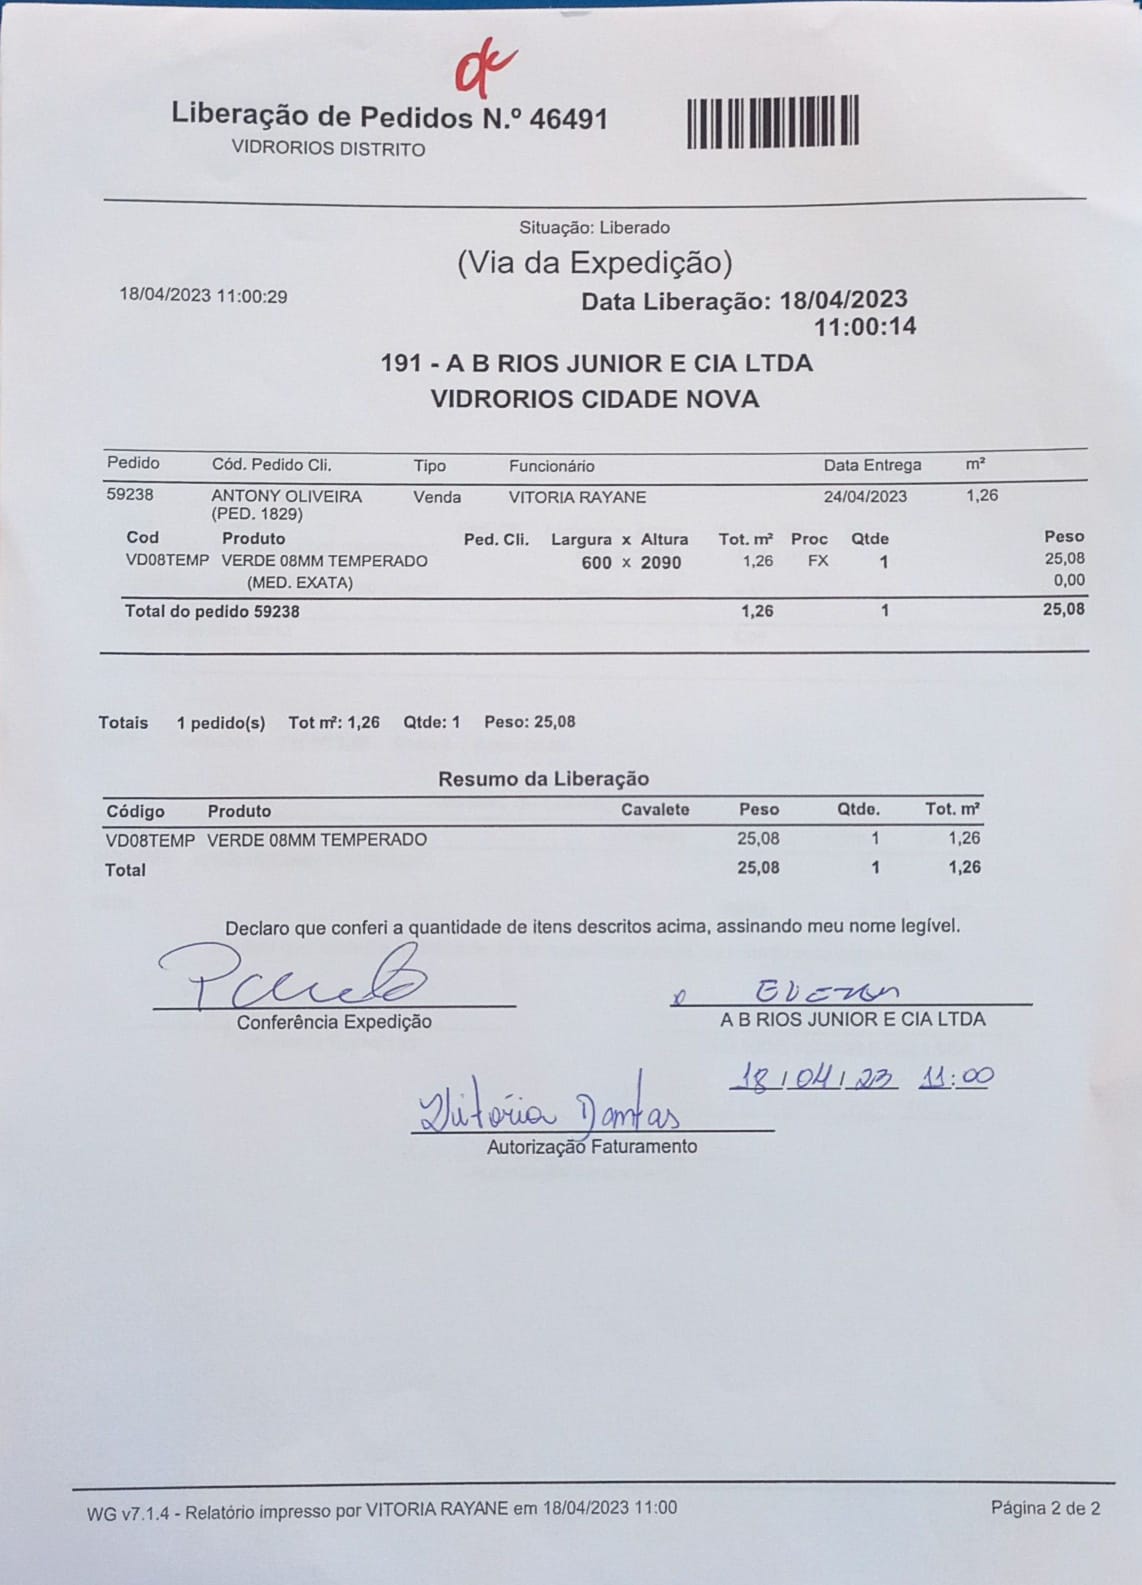 ok
Liberação de Pedidos N.º 46491
VIDRORIOS DISTRITO
Situação: Liberado
(Via da Expedição)
18/04/2023 11:00:29
Data Liberação: 18/04/2023
11:00:14
191 - A B RIOS JUNIOR E CIA LTDA
VIDRORIOS CIDADE NOVA
Pedido Cód. Pedido Cli. Tipo Funcionário Data Entrega m²
59238 ANTONY OLIVEIRA Venda VITORIA RAYANE 24/04/2023 1,26
(PED. 1829)
Cod Produto Ped. Cli. Largura x Altura Tot. m² Proc Qtde Peso
VD08TEMP VERDE 08MM TEMPERADO 600 x 2090 1,26 FX 1 25,08
(MED. EXATA) 0,00
Total do pedido 59238 1,26 1 25,08
Totais 1 pedido(s) Tot m²: 1,26 Qtde: 1 Peso: 25,08
Resumo da Liberação
Código Produto Cavalete Peso Qtde. Tot. m²
VD08TEMP VERDE 08MM TEMPERADO 25,08 1 1,26
Total 25,08 1 1,26
Declaro que conferi a quantidade de itens descritos acima, assinando meu nome legível.
Conferência Expedição
A B RIOS JUNIOR E CIA LTDA
18/04/23 11:00
Vitória Dantas
Autorização Faturamento
WG v7.1.4 - Relatório impresso por VITORIA RAYANE em 18/04/2023 11:00
Página 2 de 2